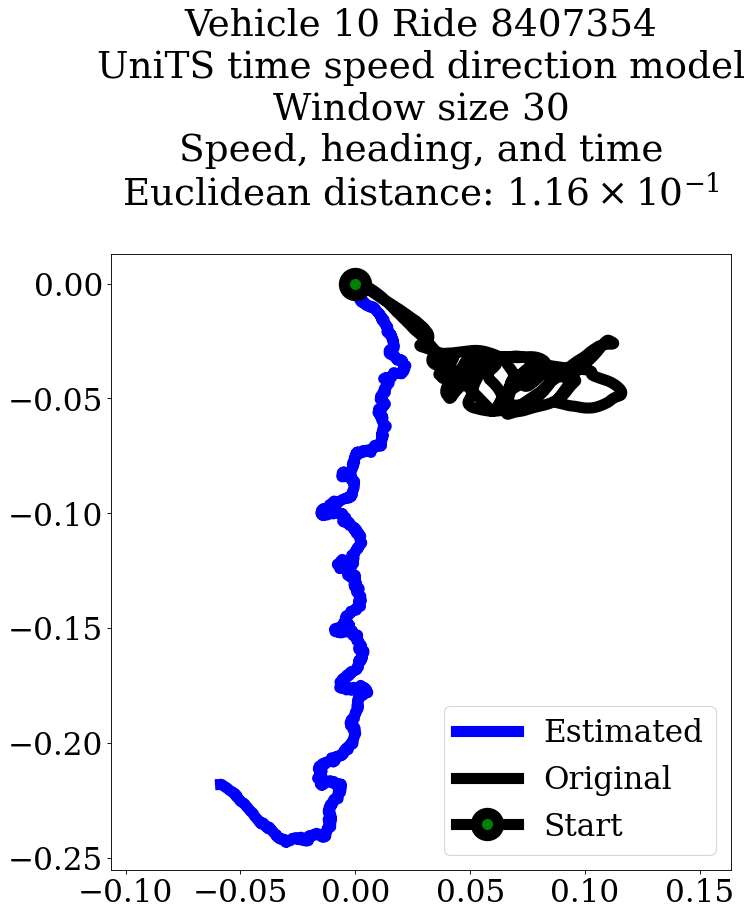 Vehicle 10 Ride 8407354
UniTS time speed direction model
Window size 30
Speed, heading, and time
Euclidean distance: 1.16 × 10⁻¹
0.00
−0.05
−0.10
−0.15
−0.20
−0.25
Estimated
Original
Start
−0.10 −0.05 0.00 0.05 0.10 0.15